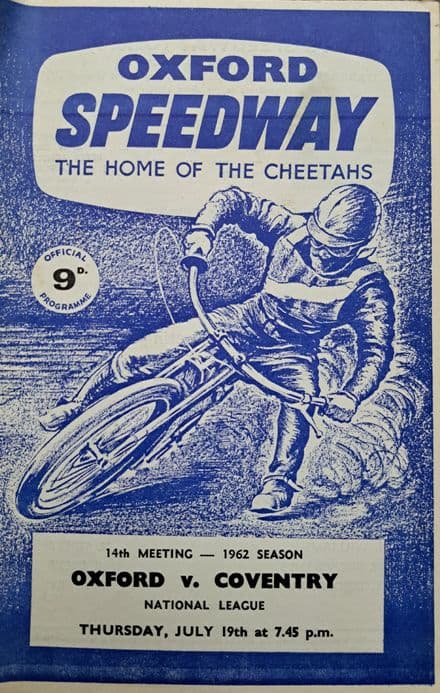 OXFORD
SPEEDWAY
THE HOME OF THE CHEETAHS
OFFICIAL
9D.
PROGRAMME
14th MEETING — 1962 SEASON
OXFORD v. COVENTRY
NATIONAL LEAGUE
THURSDAY, JULY 19th at 7.45 p.m.